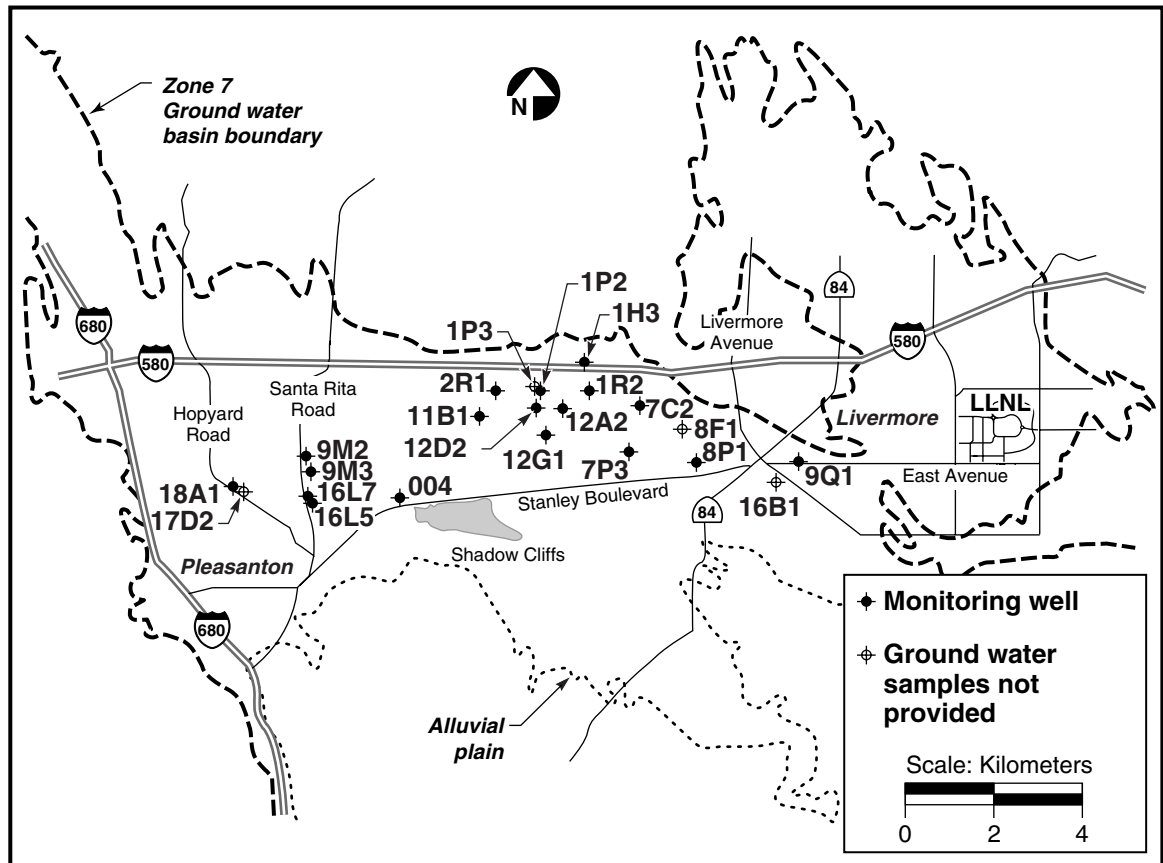 Zone 7
Ground water
basin boundary
N
1P2
1P3
1H3
84
680
580
Livermore
Avenue
580
2R1
1R2
Santa Rita
Road
Hopyard
Road
11B1
12A2
7C2
Livermore
LLNL
12D2
8F1
12G1
9M2
8P1
9M3
7P3
9Q1
East Avenue
18A1
16L7
004
Stanley Boulevard
16B1
17D2
16L5
84
Shadow Cliffs
Pleasanton
680
Alluvial
plain
Monitoring well
Ground water
samples not
provided
Scale: Kilometers
0 2 4